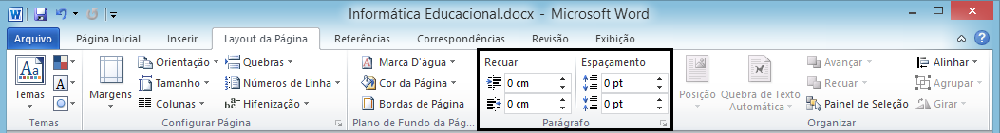 Informática Educacional.docx - Microsoft Word
Arquivo Página Inicial Inserir Layout da Página Referências Correspondências Revisão Exibição
Aa Temas
Margens
Orientação
Tamanho
Colunas
Quebras
Números de Linha
Hifenização
Marca D'água
Cor da Página
Bordas de Página
Recuar
0 cm
0 cm
Espaçamento
0 pt
0 pt
Posição
Quebra de Texto Automática
Avançar
Recuar
Painel de Seleção
Alinhar
Agrupar
Girar
Temas Configurar Página Plano de Fundo da Pág... Parágrafo Organizar